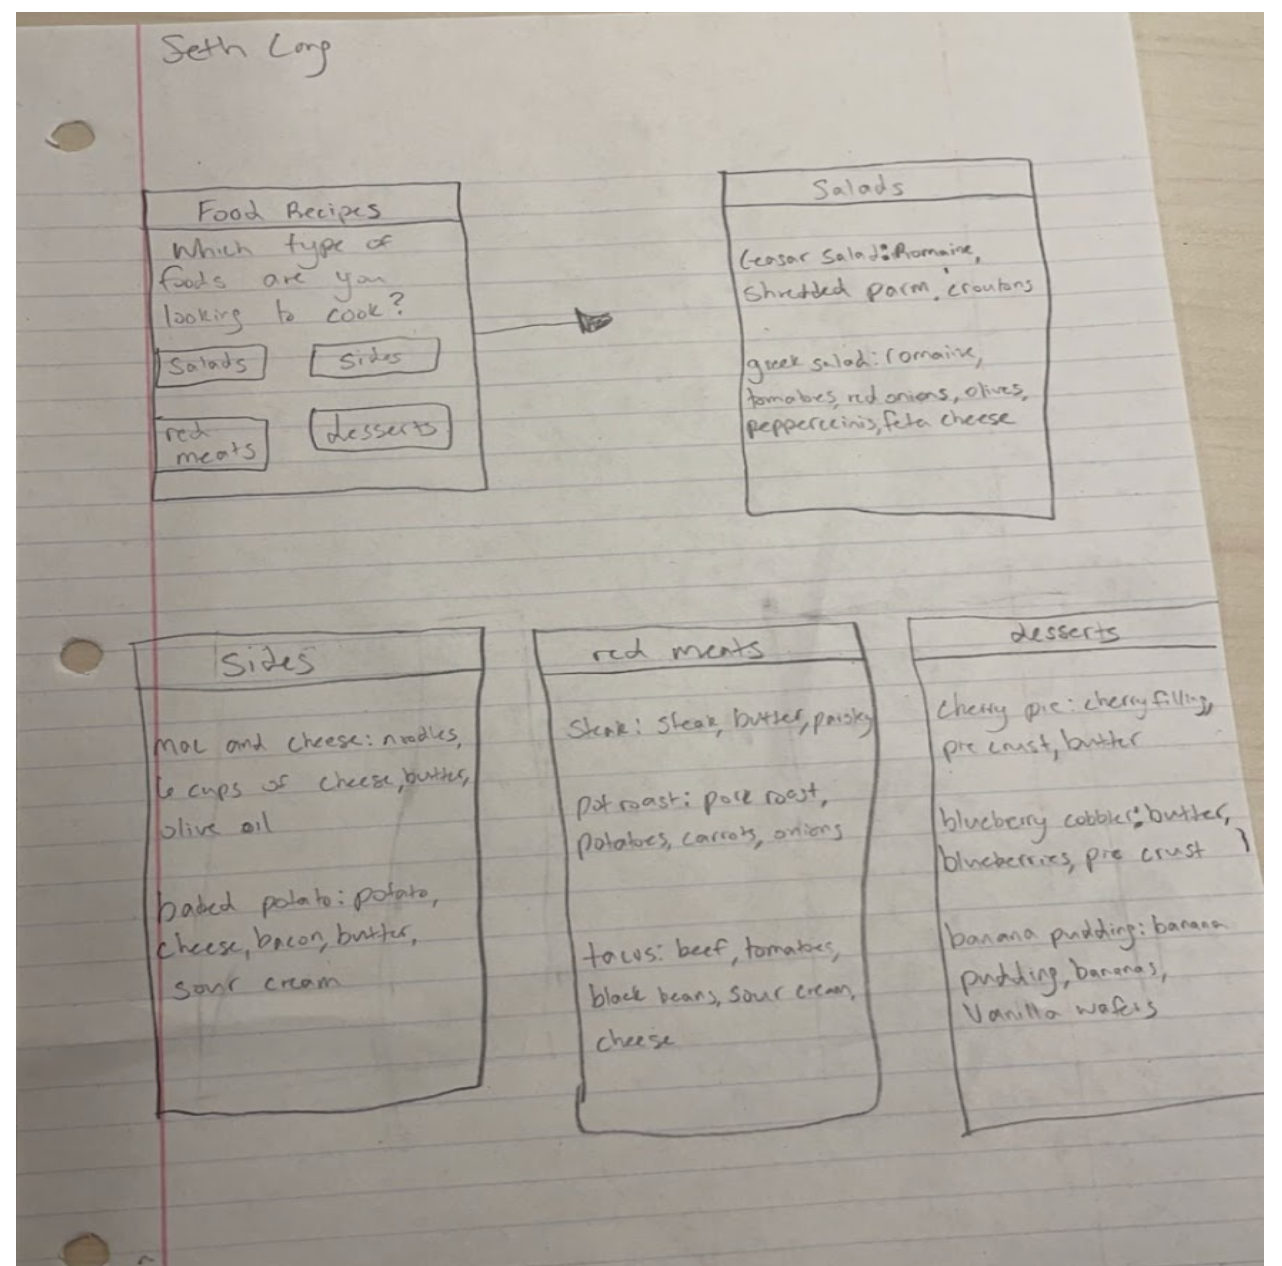 Seth Long
Food Recipes
Which type of
foods are you
looking to cook?
Salads
Sides
red
meats
desserts
Salads
Ceasar Salad: Romaine,
Shredded parm, croutons
greek salad: romaine,
tomatoes, red onions, olives,
pepperceinis, feta cheese
Sides
Mac and cheese: noodles,
6 cups of cheese, butter,
olive oil
baked potato: potato,
cheese, bacon, butter,
sour cream
red meats
Steak: steak, butter, parsley
pot roast: pork roast,
potatoes, carrots, onions
tacos: beef, tomatoes,
black beans, sour cream,
cheese
desserts
cherry pie: cherry filling,
pie crust, butter
blueberry cobbler: butter,
blueberries, pie crust
banana pudding: banana
pudding, bananas,
Vanilla wafers